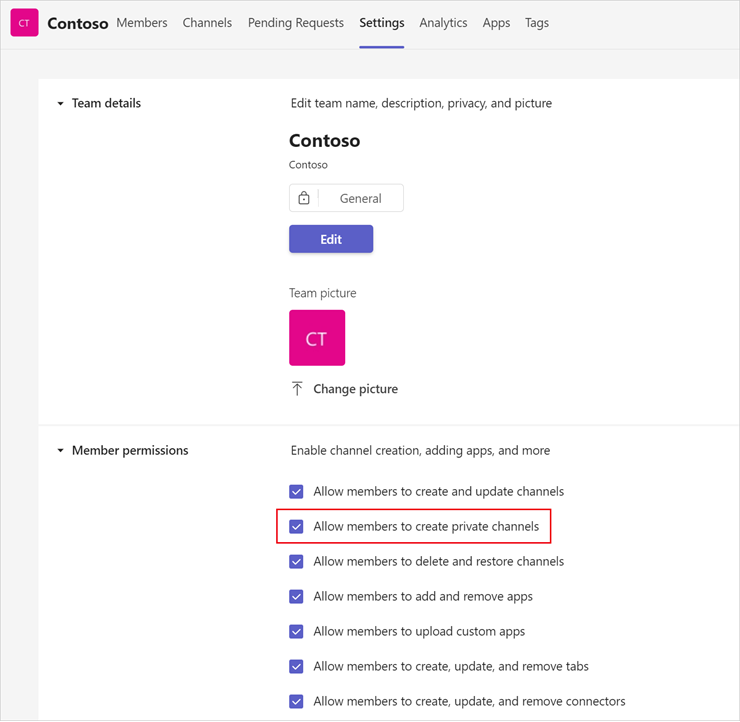 CT Contoso Members Channels Pending Requests Settings Analytics Apps Tags
Team details Edit team name, description, privacy, and picture
Contoso
Contoso
General
Edit
Team picture
CT
Change picture
Member permissions Enable channel creation, adding apps, and more
Allow members to create and update channels
Allow members to create private channels
Allow members to delete and restore channels
Allow members to add and remove apps
Allow members to upload custom apps
Allow members to create, update, and remove tabs
Allow members to create, update, and remove connectors